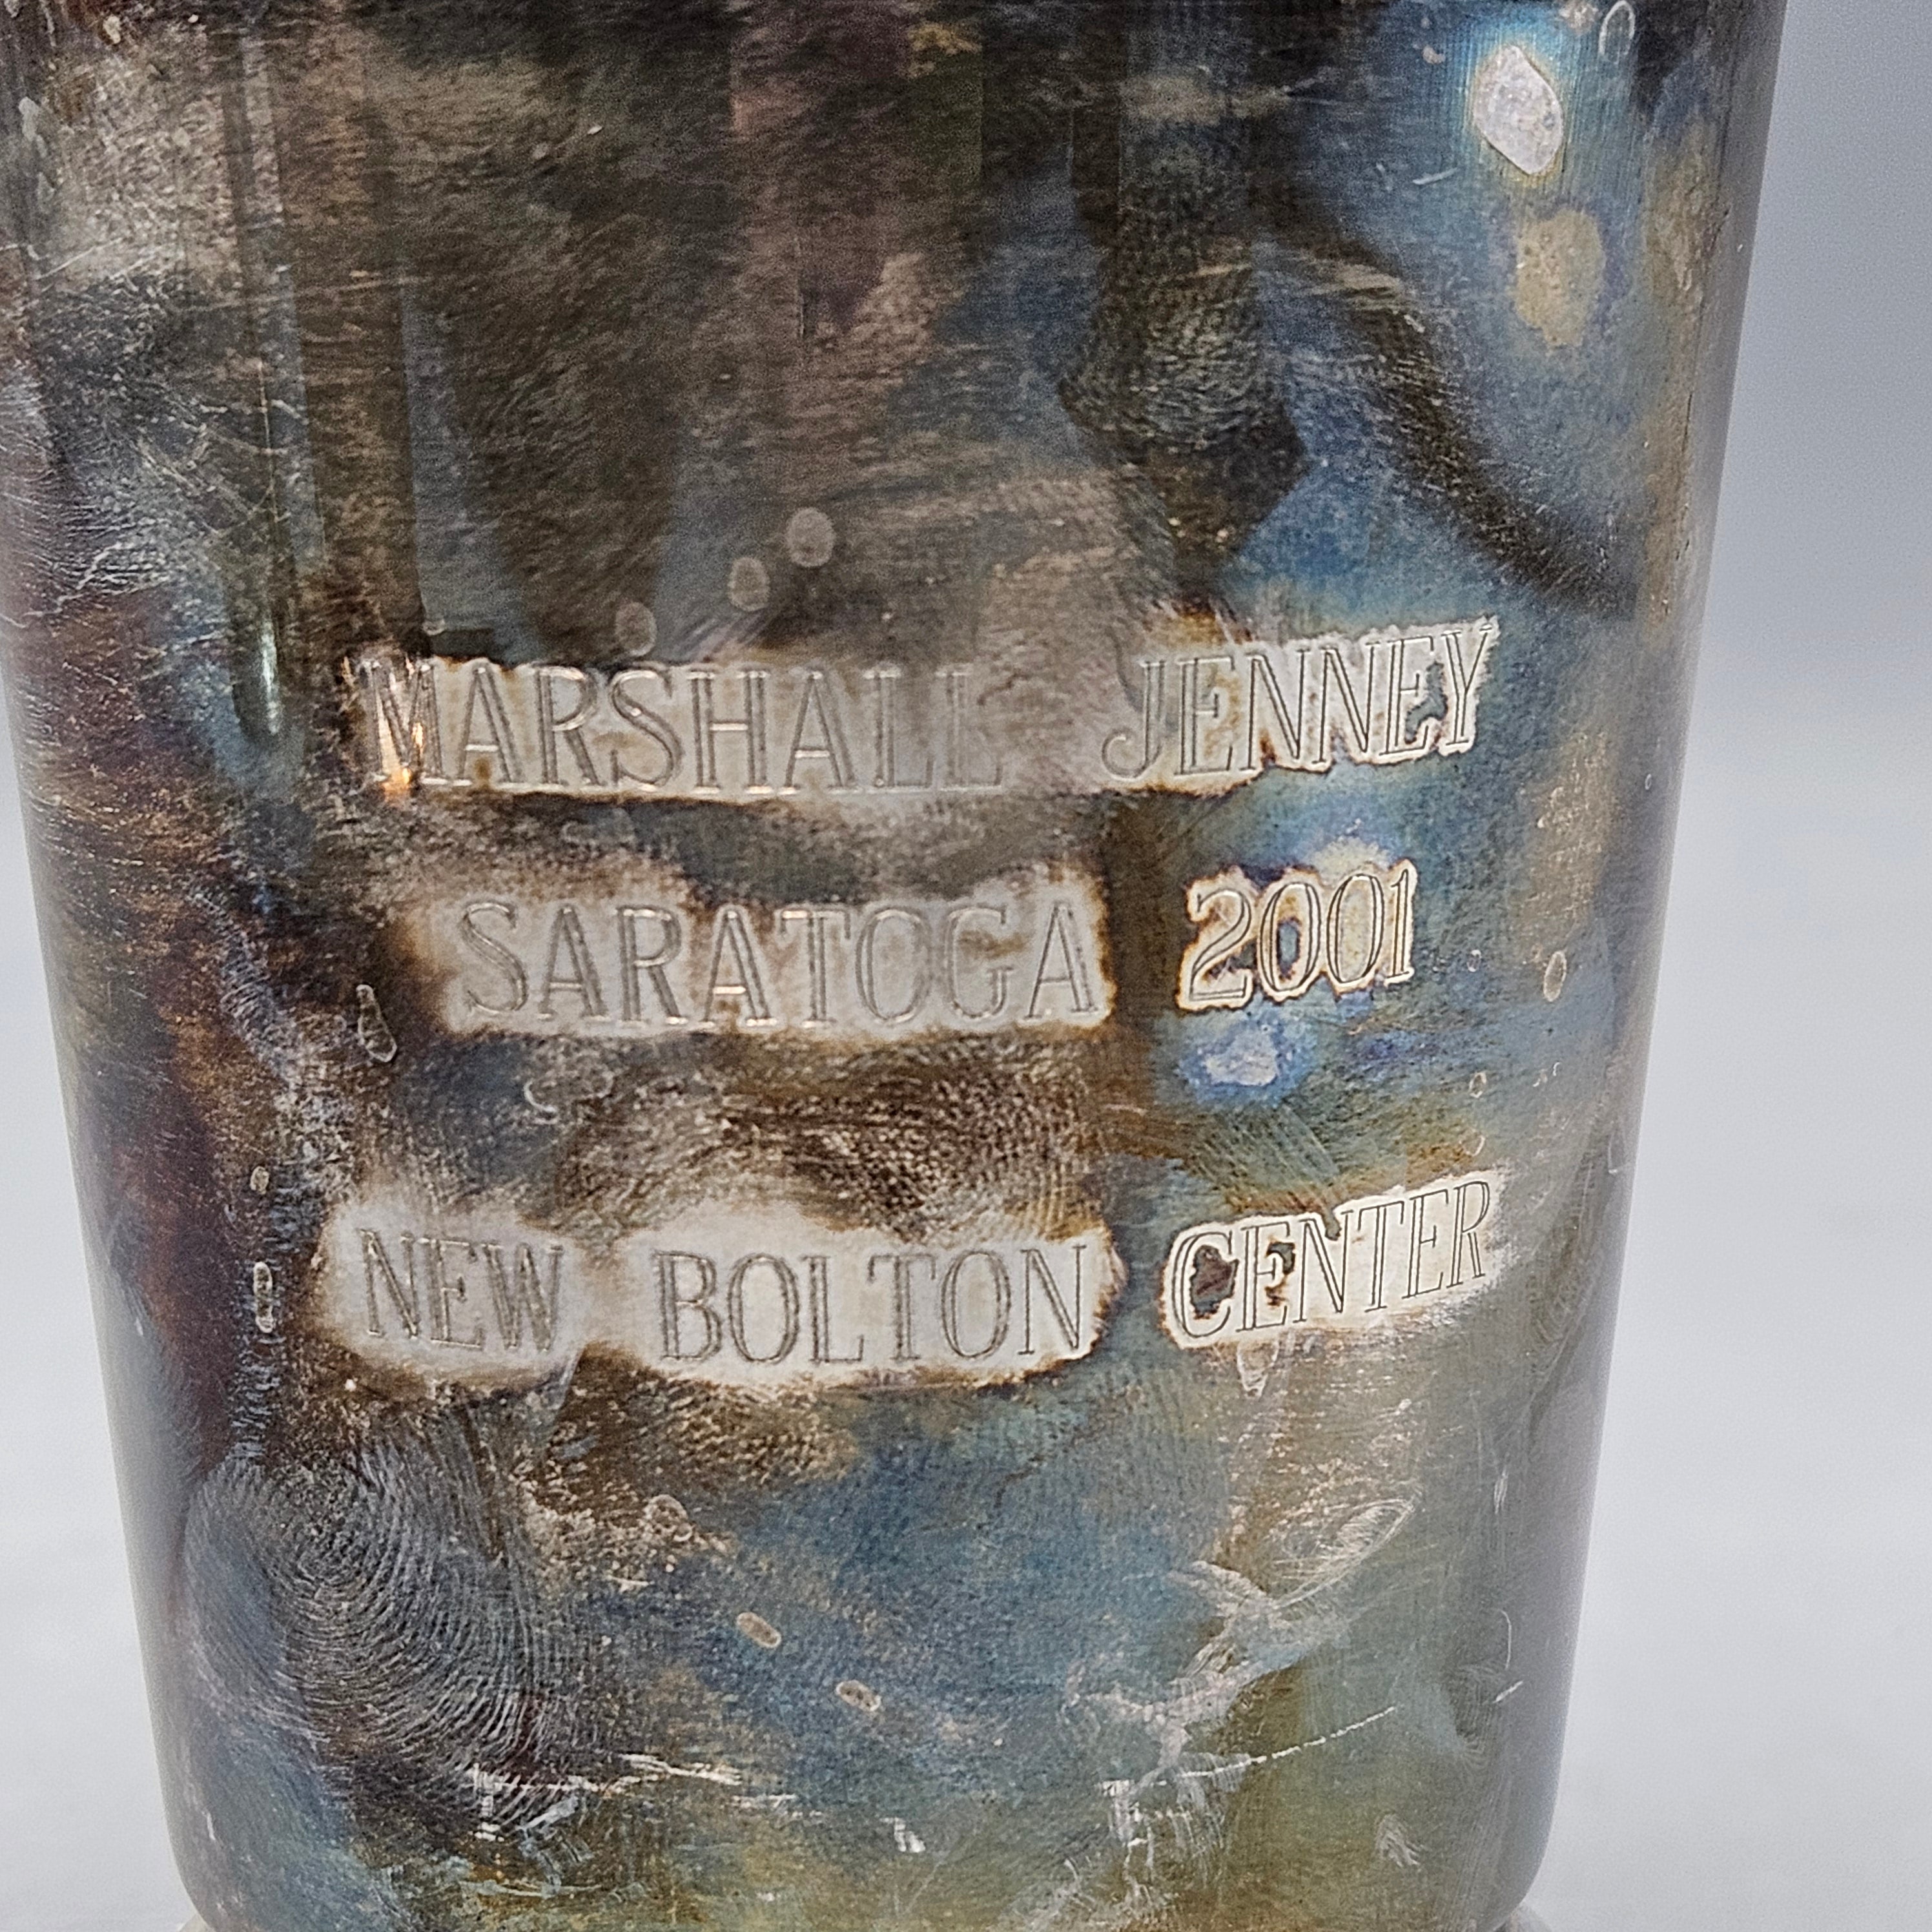 MARSHALL JENNEY
SARATOGA 2001
NEW BOLTON CENTER